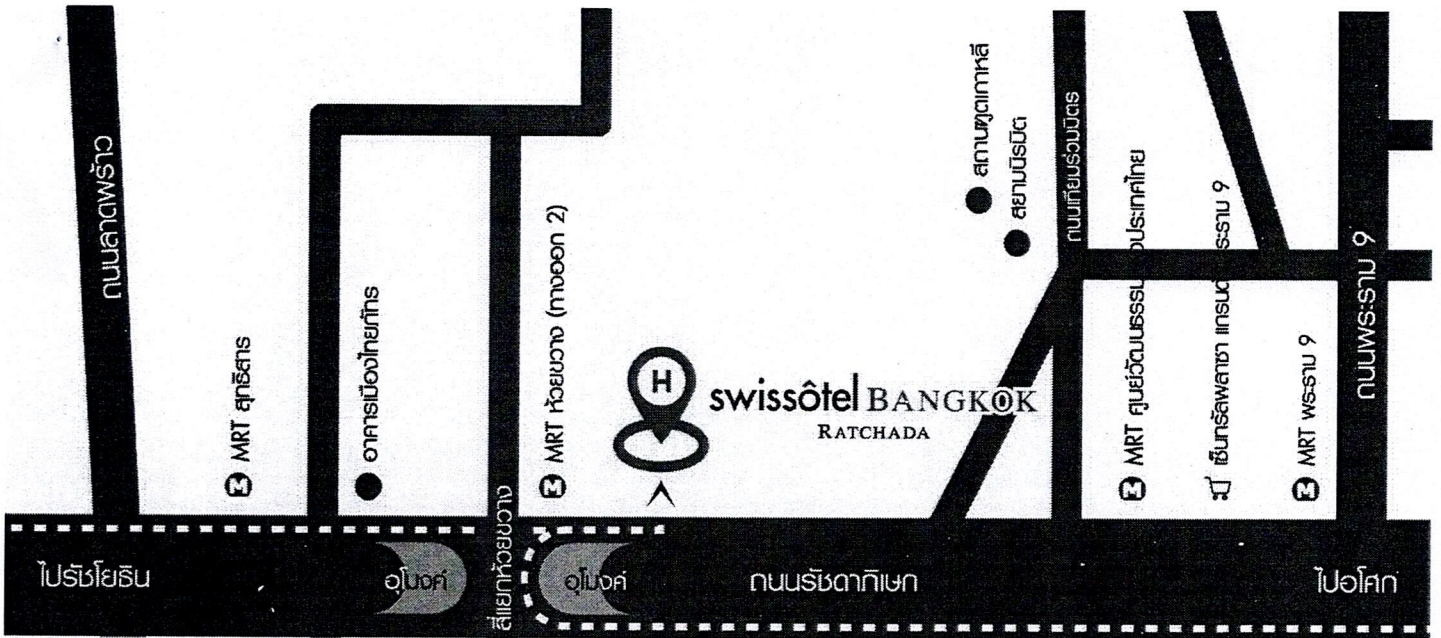 ถนนลาดพร้าว
MRT สุทธิสาร
อาคารเมืองไทยภัทร
MRT ห้วยขวาง (ทางออก 2)
H
swissôtel BANGKOK
RATCHADA
สถานทูตเกาหลี
สยามนิรมิต
ถนนเทียมร่วมมิตร
MRT ศูนย์วัฒนธรรม
ประเทศไทย
เซ็นทรัลพลาซา แกรนด์
พระราม 9
MRT พระราม 9
ถนนพระราม 9
ไปรัชโยธิน
อุโมงค์
สี่แยกห้วยขวาง
อุโมงค์
ถนนรัชดาภิเษก
ไปอโศก